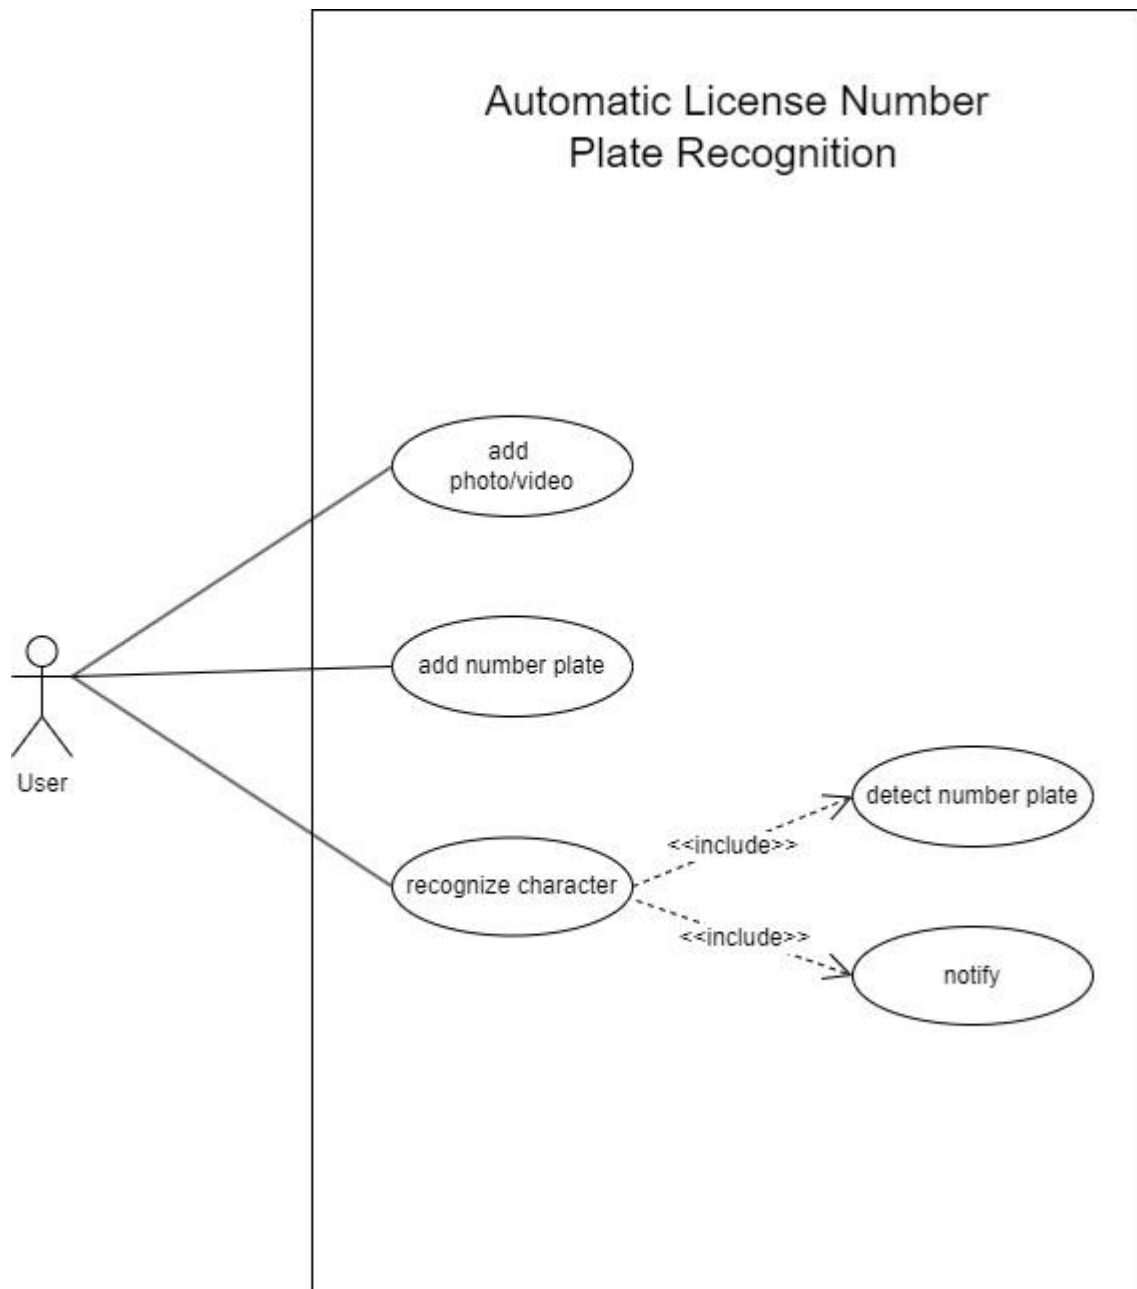 Automatic License Number
Plate Recognition
add
photo/video
add number plate
User
detect number plate
<<include>>
recognize character
<<include>>
notify